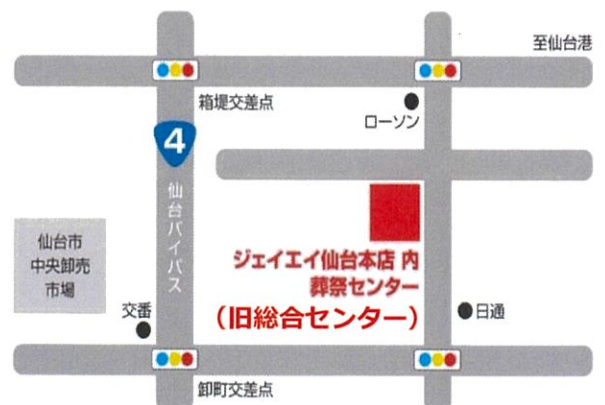 至仙台港
箱堤交差点
ローソン
4
仙台バイパス
仙台市
中央卸売
市場
ジェイエイ仙台本店 内
葬祭センター
（旧総合センター）
交番
日通
卸町交差点